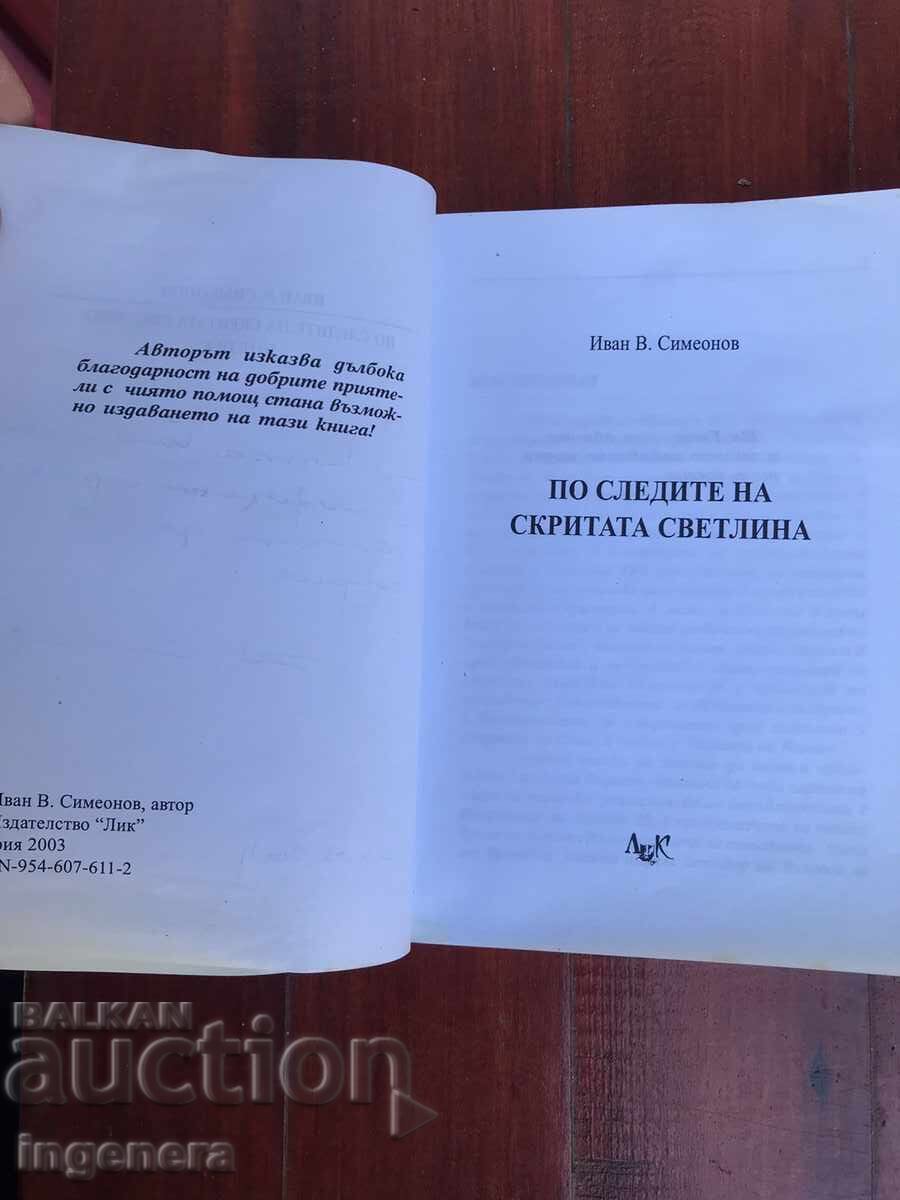 Авторът изказва дълбока
благодарност на добрите прияте-
ли с чиято помощ стана възмож-
но издаването на тази книга!
Иван В. Симеонов, автор
Издателство “Лик”
рия 2003
N-954-607-611-2
Иван В. Симеонов
ПО СЛЕДИТЕ НА
СКРИТАТА СВЕТЛИНА
ЛиК
BALKAN
auction
ingenera